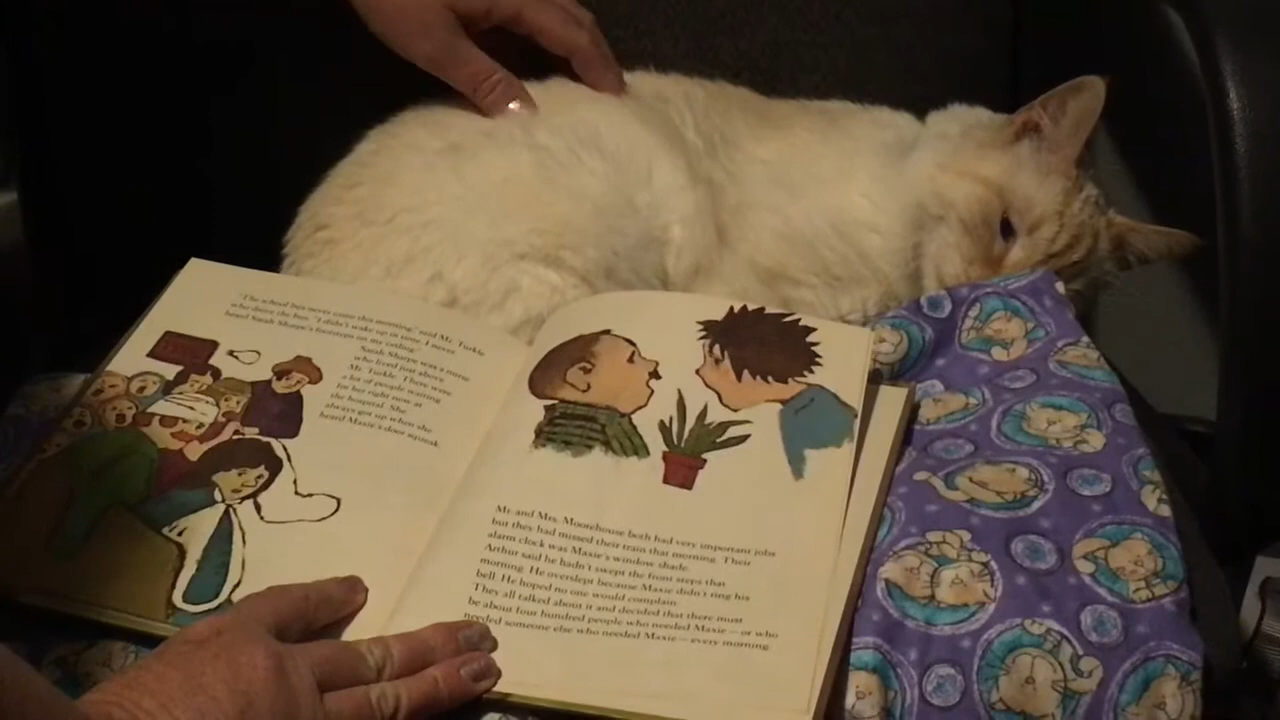 "The school bus never came this morning," said Mr. Turkle
who drove the bus. "I didn't wake up in time. I never
heard Sarah Sharpe's footsteps on my ceiling."
Sarah Sharpe was a nurse
who lived just above
Mr. Turkle. There were
a lot of people waiting
for her right now at
the hospital. She
always got up when she
heard Maxie's door squeak.
Mr. and Mrs. Moorehouse both had very important jobs
but they had missed their train that morning. Their
alarm clock was Maxie's window shade.
Arthur said he hadn't swept the front steps that
morning. He overslept because Maxie didn't ring his
bell. He hoped no one would complain.
They all talked about it and decided that there must
be about four hundred people who needed Maxie — or who
needed someone else who needed Maxie — every morning.